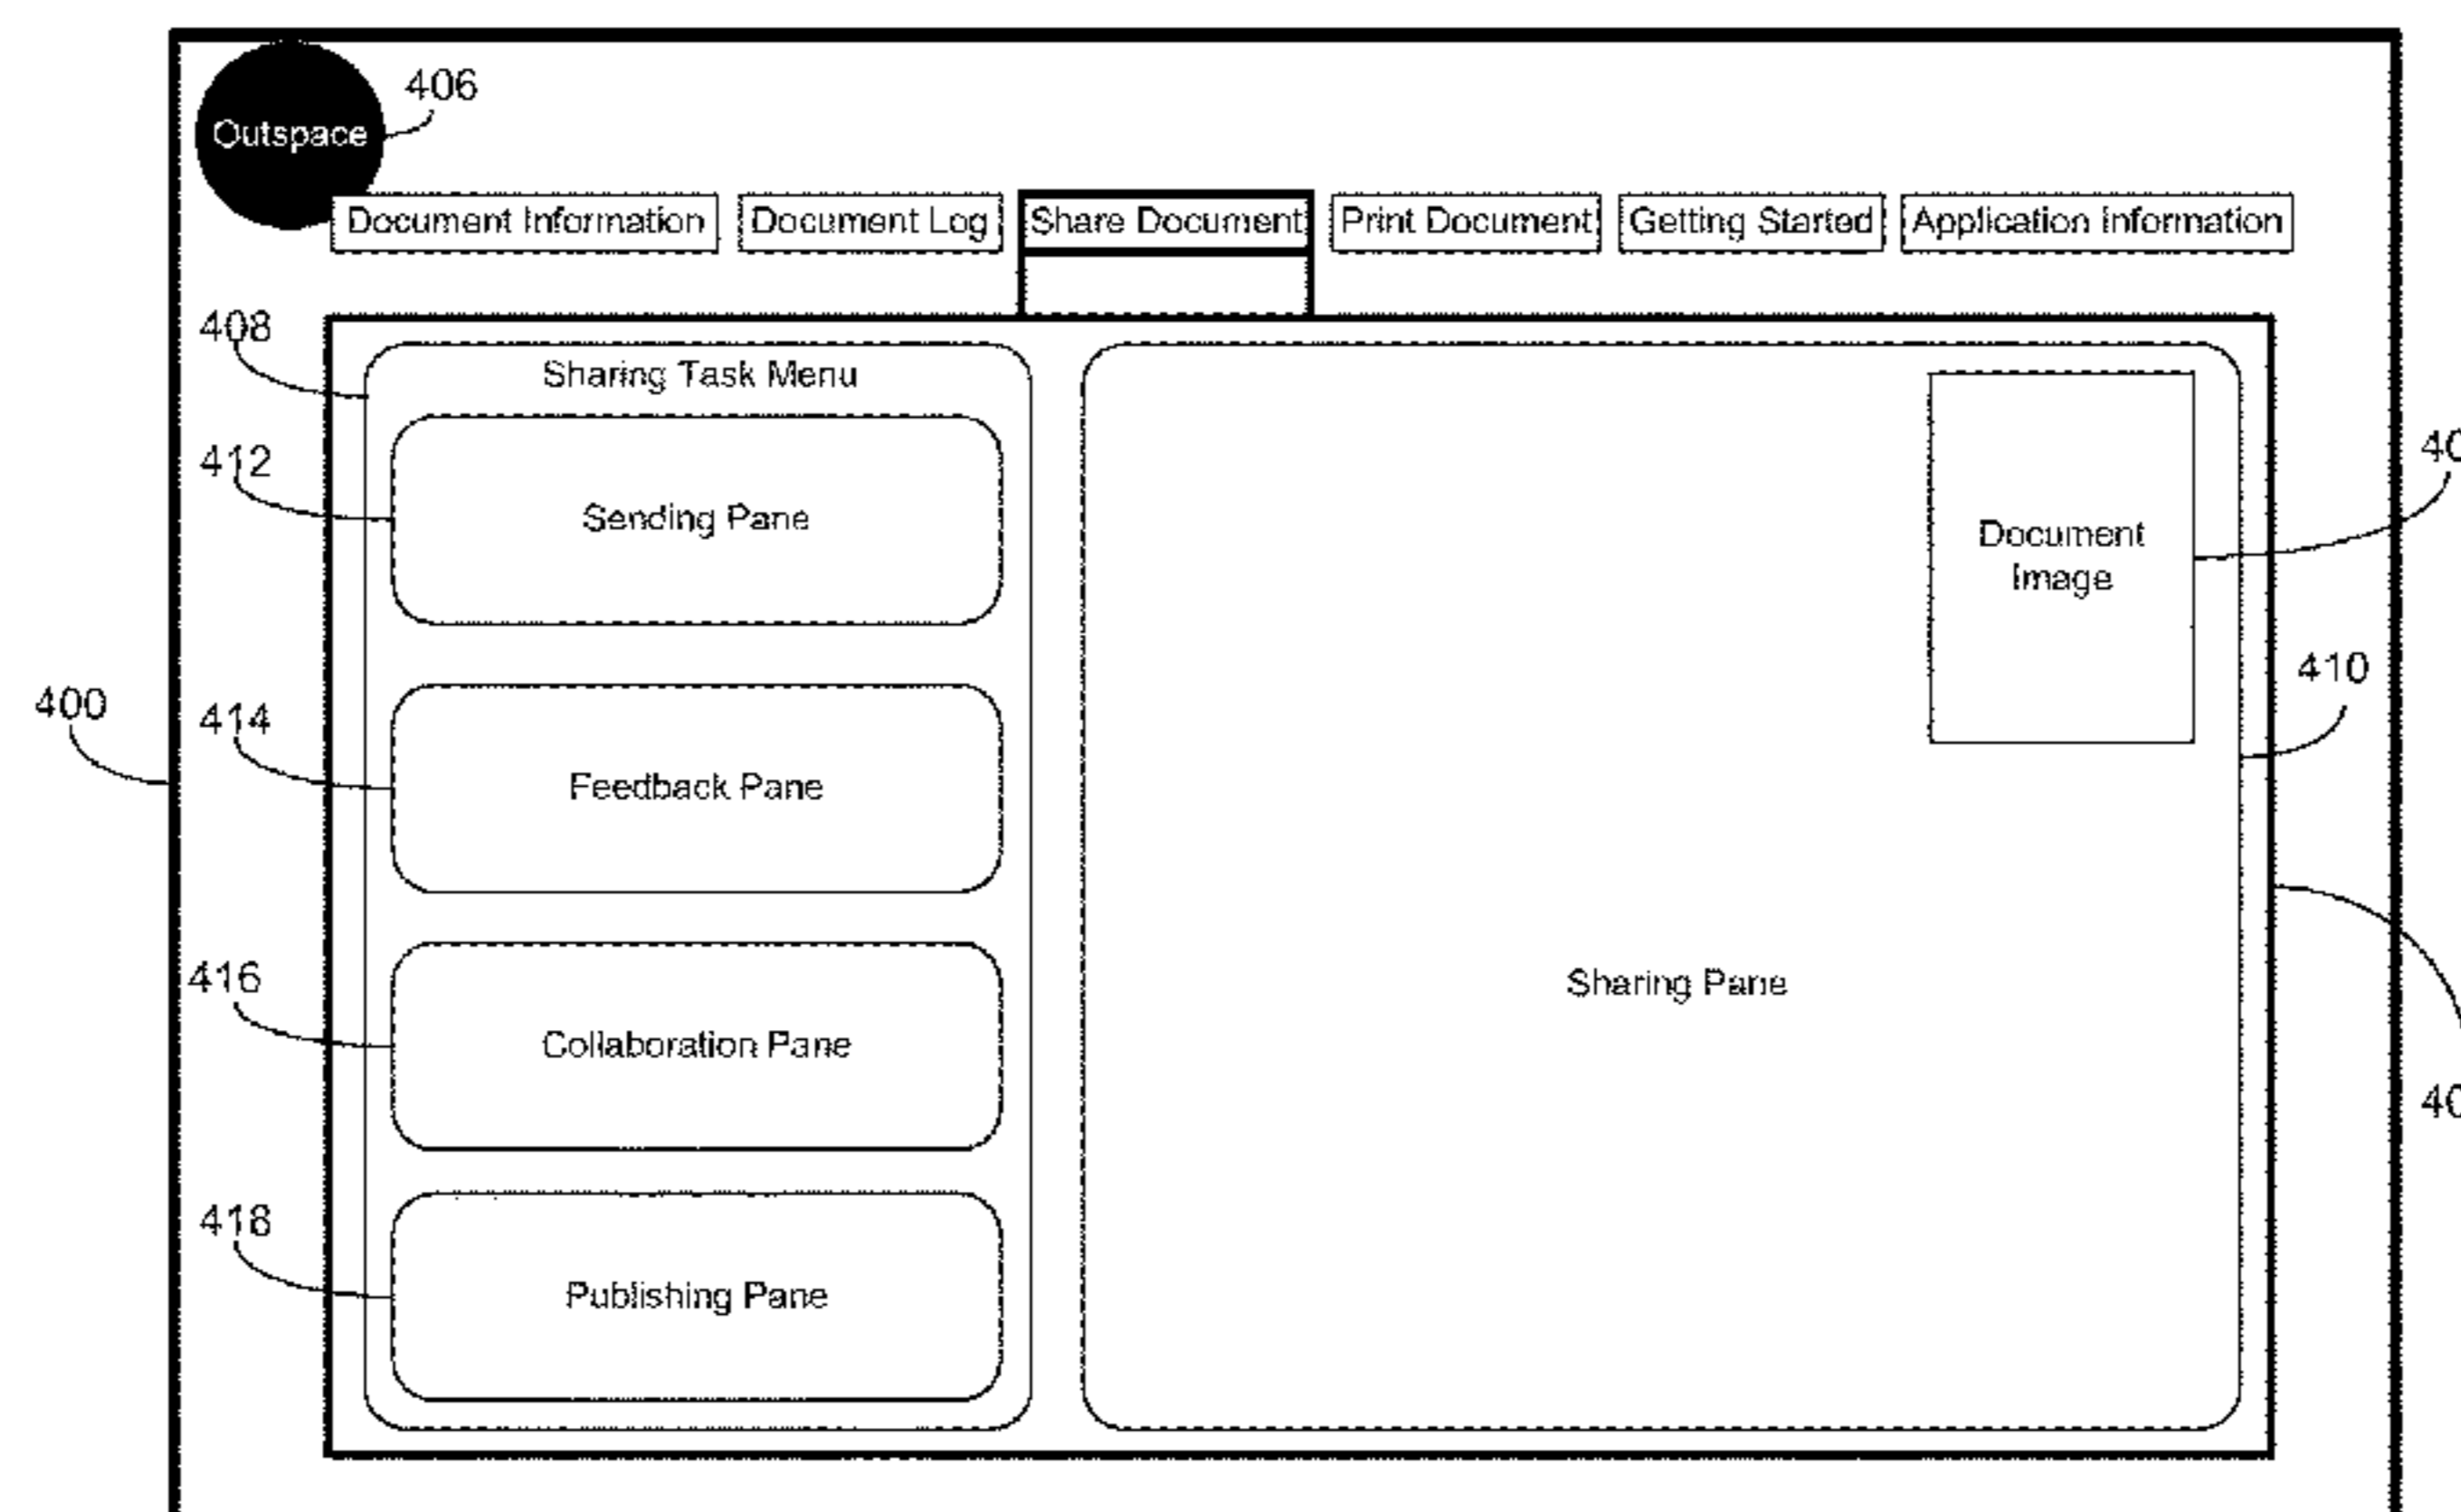 406
Outspace
Document Information
Document Log
Share Document
Print Document
Getting Started
Application Information
408
Sharing Task Menu
412
Sending Pane
Document
Image
410
400
414
Feedback Pane
Sharing Pane
416
Collaboration Pane
418
Publishing Pane